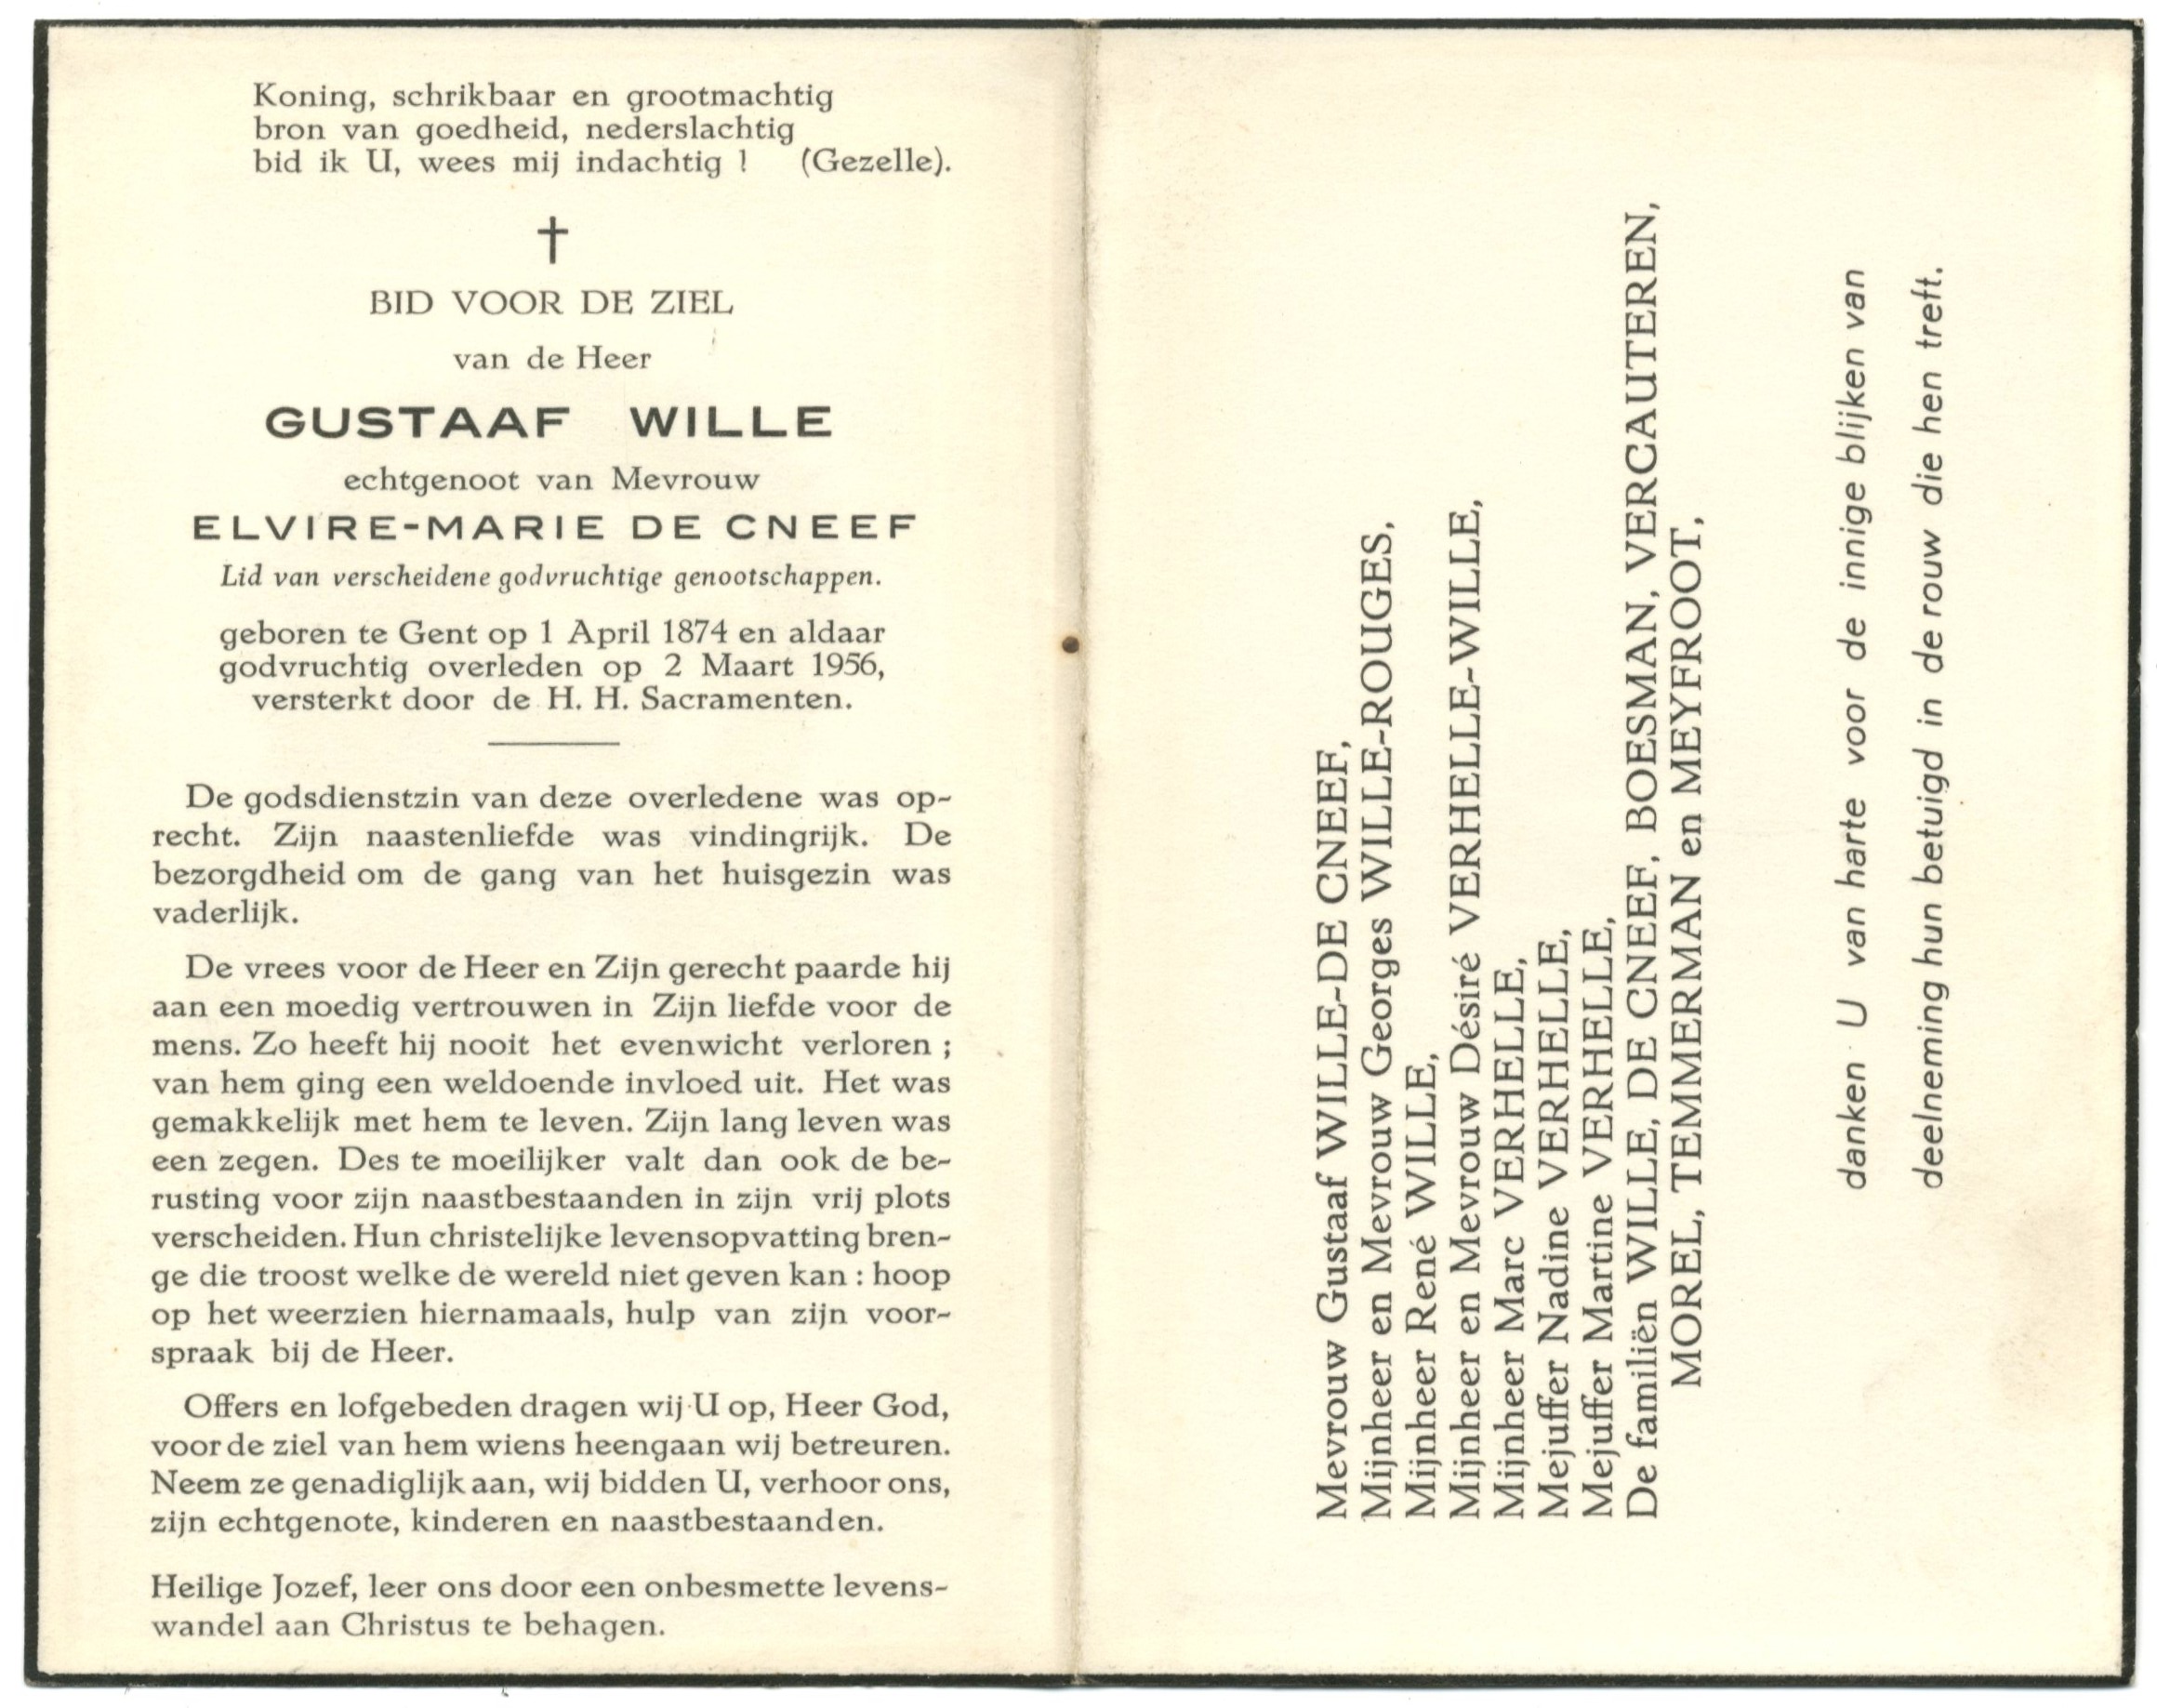 Koning, schrikbaar en grootmachtig
bron van goedheid, nederslachtig
bid ik U, wees mij indachtig ! (Gezelle).
BID VOOR DE ZIEL
van de Heer
GUSTAAF WILLE
echtgenoot van Mevrouw
ELVIRE-MARIE DE CNEEF
Lid van verscheidene godvruchtige genootschappen.
geboren te Gent op 1 April 1874 en aldaar
godvruchtig overleden op 2 Maart 1956,
versterkt door de H. H. Sacramenten.
De godsdienstzin van deze overledene was op-
recht. Zijn naastenliefde was vindingrijk. De
bezorgdheid om de gang van het huisgezin was
vaderlijk.
De vrees voor de Heer en Zijn gerecht paarde hij
aan een moedig vertrouwen in Zijn liefde voor de
mens. Zo heeft hij nooit het evenwicht verloren ;
van hem ging een weldoende invloed uit. Het was
gemakkelijk met hem te leven. Zijn lang leven was
een zegen. Des te moeilijker valt dan ook de be-
rusting voor zijn naastbestaanden in zijn vrij plots
verscheiden. Hun christelijke levensopvatting bren-
ge die troost welke de wereld niet geven kan : hoop
op het weerzien hiernamaals, hulp van zijn voor-
spraak bij de Heer.
Offers en lofgebeden dragen wij U op, Heer God,
voor de ziel van hem wiens heengaan wij betreuren.
Neem ze genadiglijk aan, wij bidden U, verhoor ons,
zijn echtgenote, kinderen en naastbestaanden.
Heilige Jozef, leer ons door een onbesmette levens-
wandel aan Christus te behagen.
Mevrouw Gustaaf WILLE-DE CNEEF,
Mijnheer en Mevrouw Georges WILLE-ROUGES,
Mijnheer René WILLE,
Mijnheer en Mevrouw Désiré VERHELLE-WILLE,
Mijnheer Marc VERHELLE,
Mejuffer Nadine VERHELLE,
Mejuffer Martine VERHELLE,
De familiën WILLE, DE CNEEF, BOESMAN, VERCAUTEREN,
MOREL, TEMMERMAN en MEYFROOT,
danken U van harte voor de innige blijken van
deelneming hun betuigd in de rouw die hen treft.